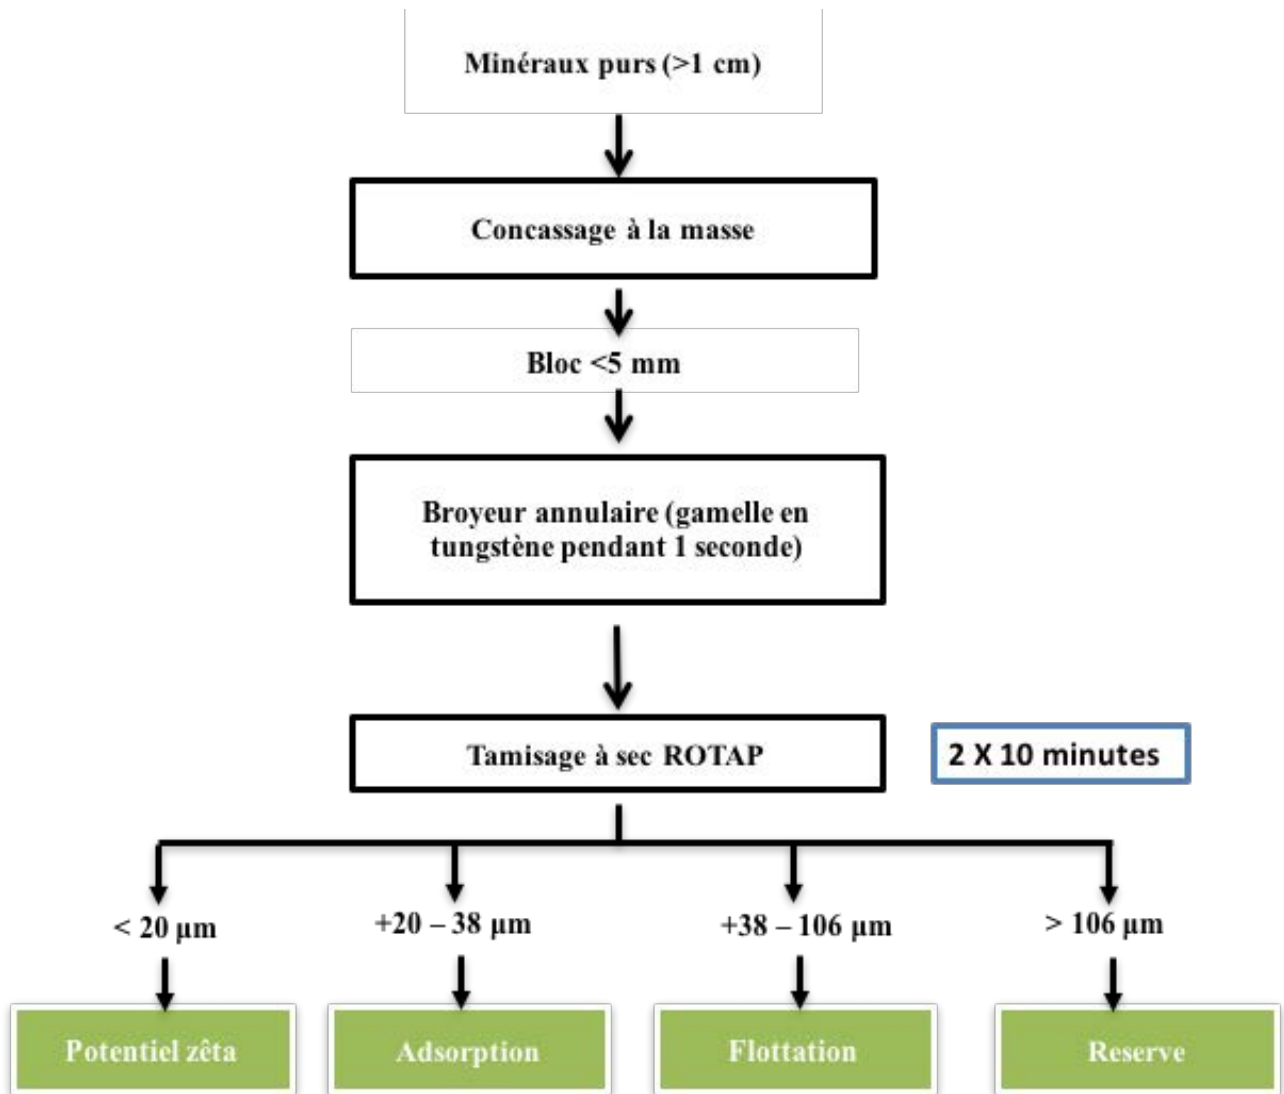 Minéraux purs (>1 cm)
Concassage à la masse
Bloc <5 mm
Broyeur annulaire (gamelle en
tungstène pendant 1 seconde)
Tamisage à sec ROTAP
2 X 10 minutes
< 20 µm
+20 – 38 µm
+38 – 106 µm
> 106 µm
Potentiel zêta
Adsorption
Flottation
Reserve